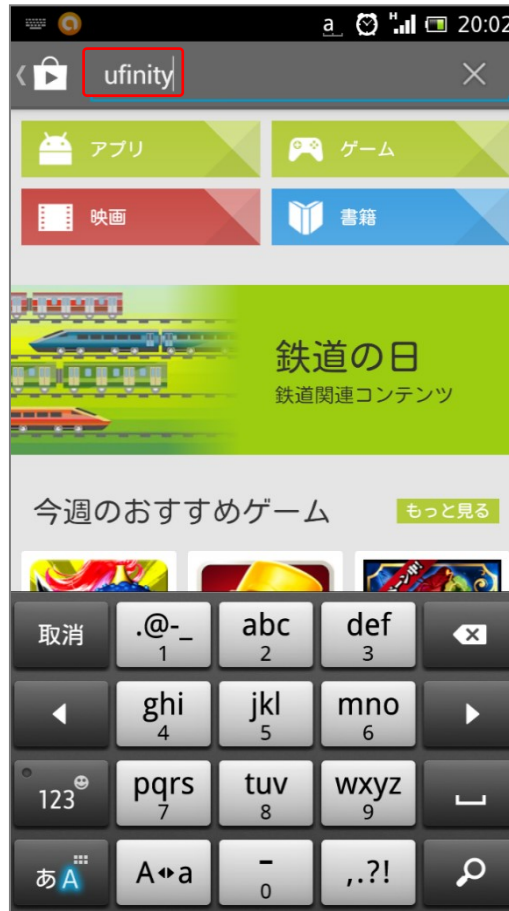 a H 20:02
ufinity
アプリ
ゲーム
映画
書籍
鉄道の日
鉄道関連コンテンツ
今週のおすすめゲーム
もっと見る
取消 .@-_ abc def
1 2 3
ghi jkl mno
4 5 6
123 pqrs tuv wxyz
7 8 9
あA A a - ,.?!
0